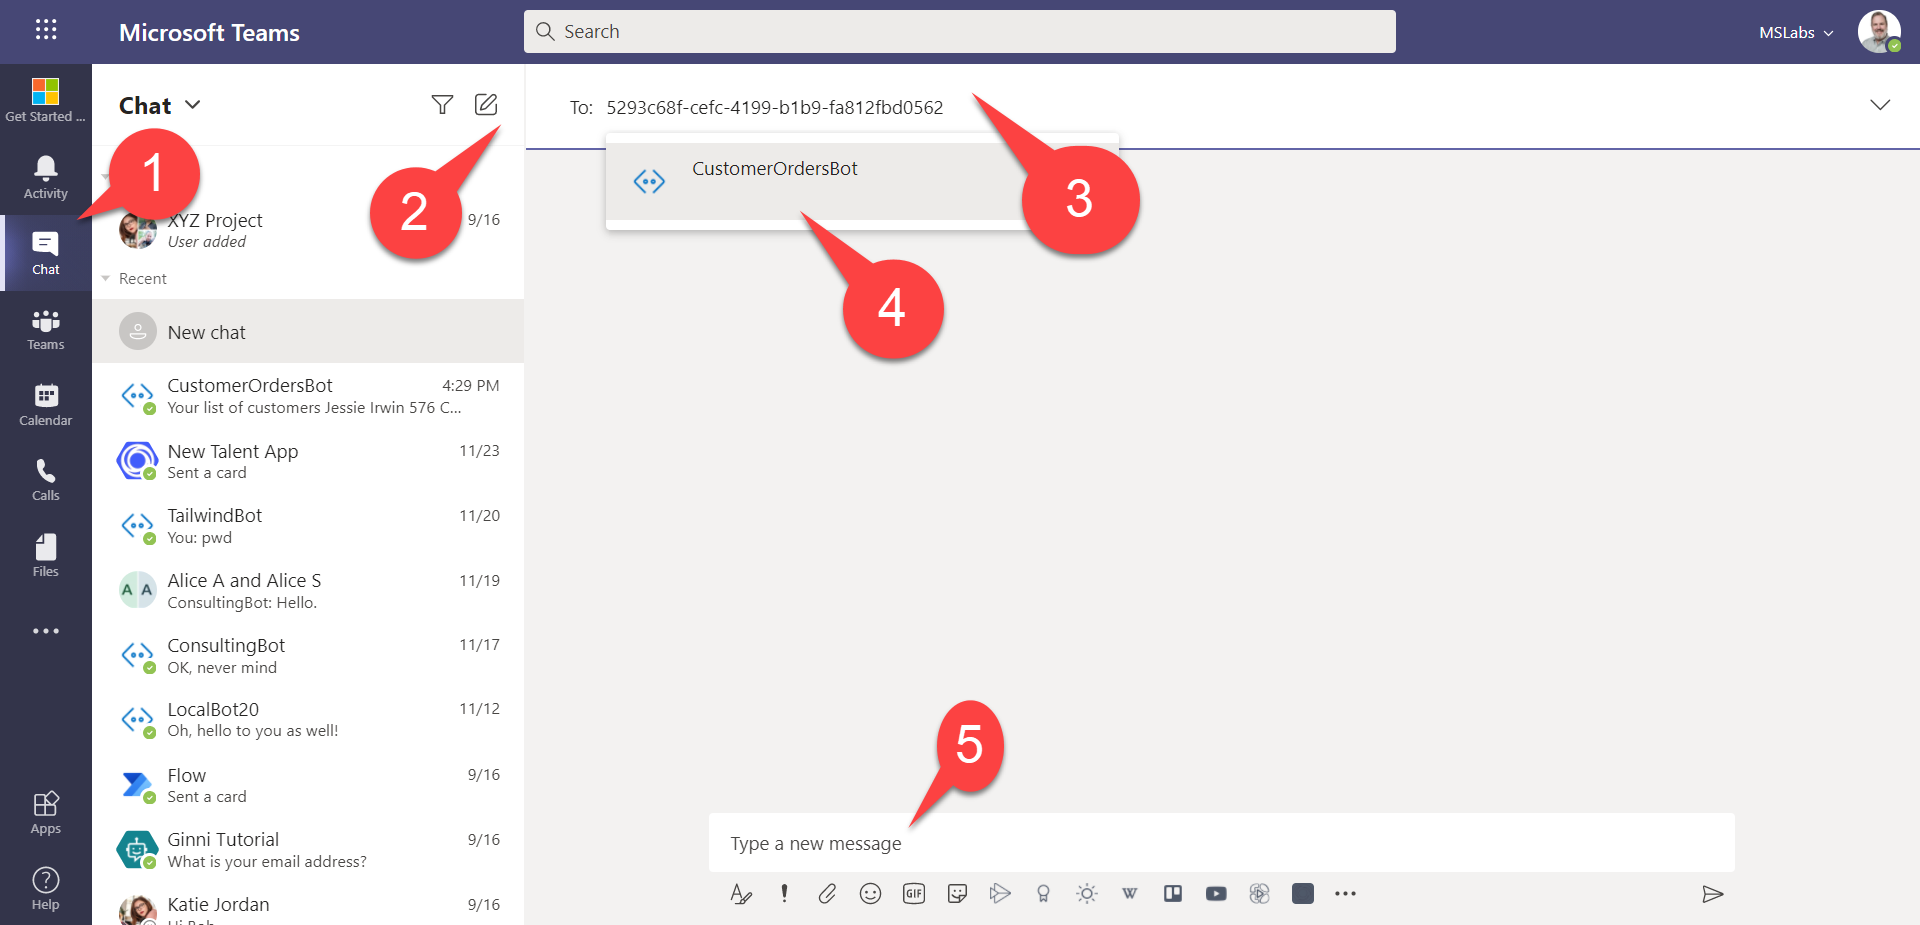 Microsoft Teams
Search
MSLabs
Get Started ...
Activity
Chat
Teams
Calendar
Calls
Files
Apps
Help
Chat
1
2
XYZ Project
9/16
User added
Recent
New chat
CustomerOrdersBot
4:29 PM
Your list of customers Jessie Irwin 576 C...
New Talent App
11/23
Sent a card
TailwindBot
11/20
You: pwd
A A
Alice A and Alice S
11/19
ConsultingBot: Hello.
ConsultingBot
11/17
OK, never mind
LocalBot20
11/12
Oh, hello to you as well!
Flow
9/16
Sent a card
Ginni Tutorial
9/16
What is your email address?
Katie Jordan
9/16
To: 5293c68f-cefc-4199-b1b9-fa812fbd0562
CustomerOrdersBot
3
4
5
Type a new message
GIF
W